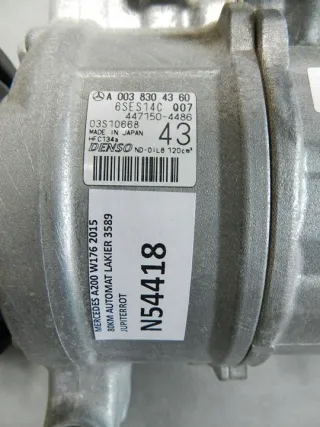 A 003 830 43 60
6SES14C Q07
447150-4486
03S10668
43
MADE IN JAPAN
HFC134a
DENSO ND-OIL8 120cm³
MERCEDES A200 W176 2015
80KM AUTOMAT LAKIER 3589
JUPITERROT
N54418